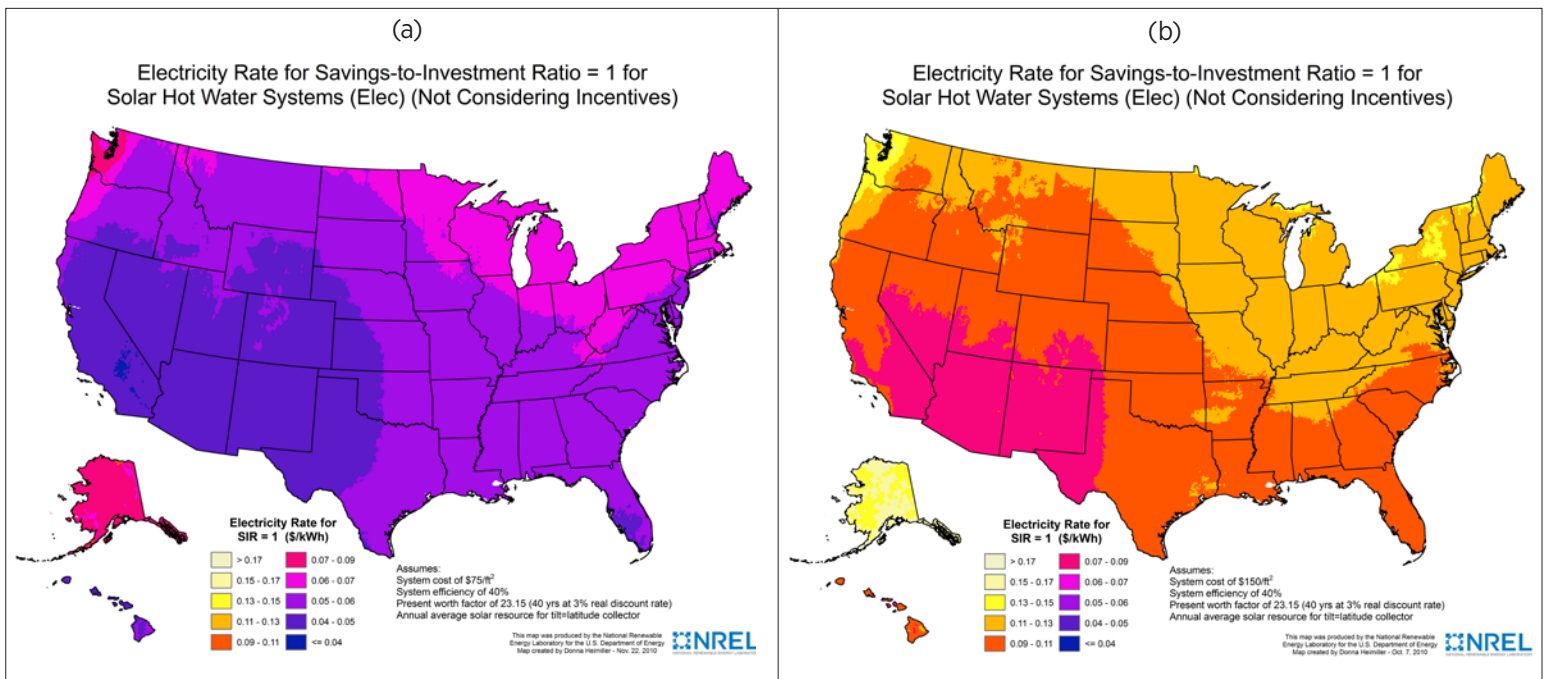 (a)
Electricity Rate for Savings-to-Investment Ratio = 1 for
Solar Hot Water Systems (Elec) (Not Considering Incentives)
Electricity Rate for
SIR = 1 ($/kWh)
> 0.17
0.15 - 0.17
0.13 - 0.15
0.11 - 0.13
0.09 - 0.11
0.07 - 0.09
0.06 - 0.07
0.05 - 0.06
0.04 - 0.05
<= 0.04
Assumes:
System cost of $75/ft²
System efficiency of 40%
Present worth factor of 23.15 (40 yrs at 3% real discount rate)
Annual average solar resource for tilt=latitude collector
This map was produced by the National Renewable
Energy Laboratory for the U.S. Department of Energy
Map created by Donna Heimiller - Nov. 22, 2010
NREL
NATIONAL RENEWABLE ENERGY LABORATORY
(b)
Electricity Rate for Savings-to-Investment Ratio = 1 for
Solar Hot Water Systems (Elec) (Not Considering Incentives)
Electricity Rate for
SIR = 1 ($/kWh)
> 0.17
0.15 - 0.17
0.13 - 0.15
0.11 - 0.13
0.09 - 0.11
0.07 - 0.09
0.06 - 0.07
0.05 - 0.06
0.04 - 0.05
<= 0.04
Assumes:
System cost of $150/ft²
System efficiency of 40%
Present worth factor of 23.15 (40 yrs at 3% real discount rate)
Annual average solar resource for tilt=latitude collector
This map was produced by the National Renewable
Energy Laboratory for the U.S. Department of Energy
Map created by Donna Heimiller - Oct. 7, 2010
NREL
NATIONAL RENEWABLE ENERGY LABORATORY